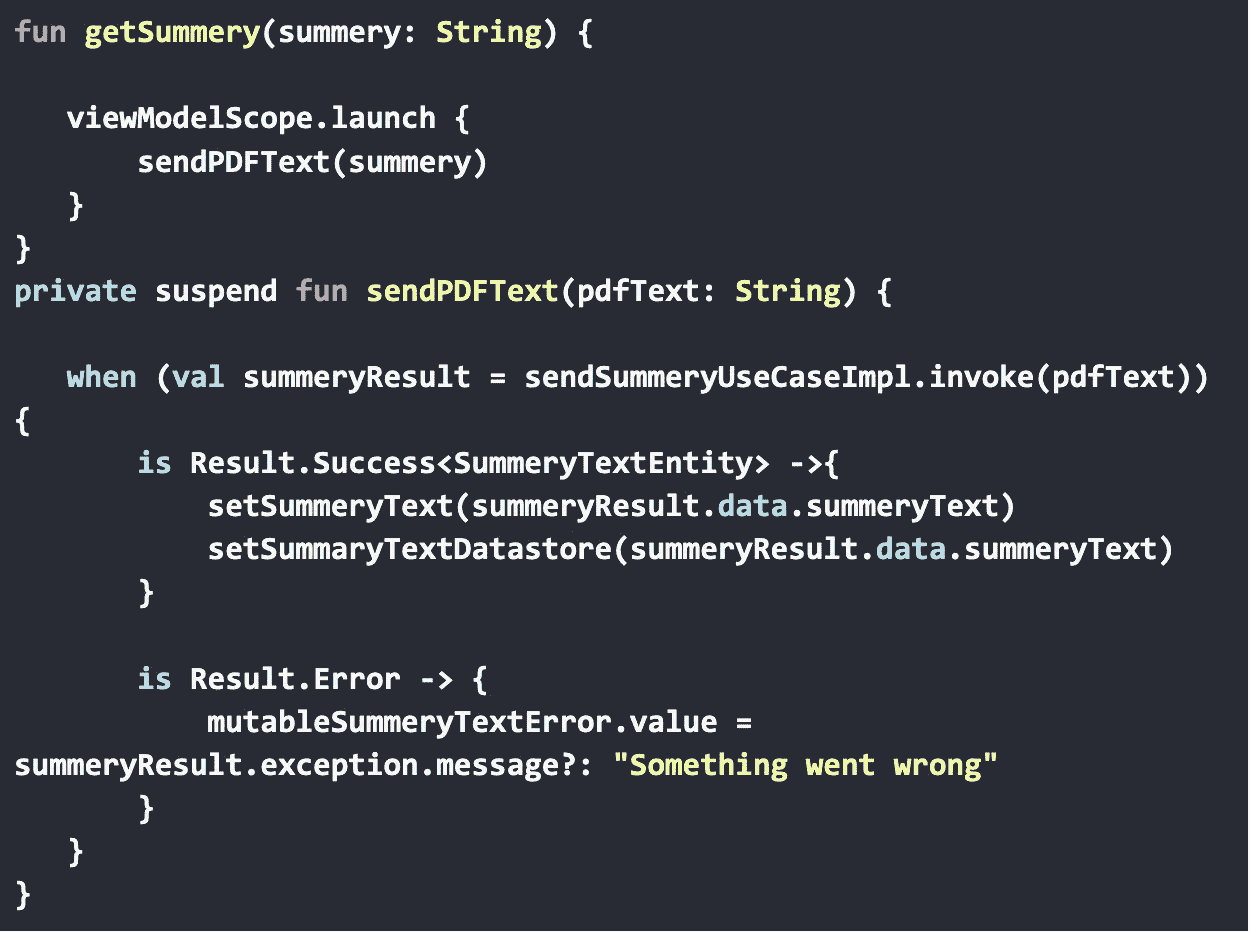 fun getSummery(summery: String) {
viewModelScope.launch {
sendPDFText(summery)
}
}
private suspend fun sendPDFText(pdfText: String) {
when (val summeryResult = sendSummeryUseCaseImpl.invoke(pdfText))
{
is Result.Success<SummeryTextEntity> ->{
setSummeryText(summeryResult.data.summeryText)
setSummaryTextDatastore(summeryResult.data.summeryText)
}
is Result.Error -> {
mutableSummeryTextError.value =
summeryResult.exception.message?: "Something went wrong"
}
}
}